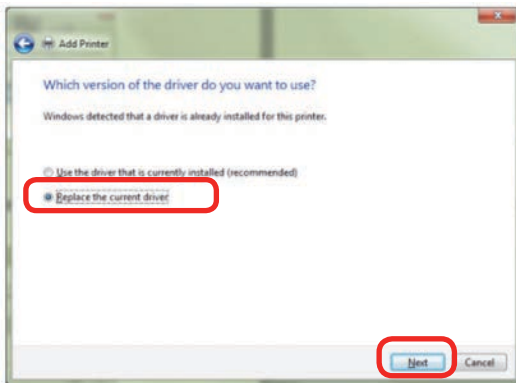 Add Printer
Which version of the driver do you want to use?
Windows detected that a driver is already installed for this printer.
Use the driver that is currently installed (recommended)
Replace the current driver
Next
Cancel